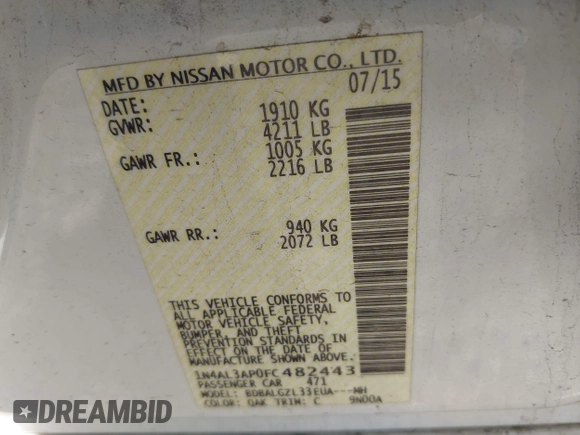 MFD BY NISSAN MOTOR CO., LTD.
DATE: 07/15
GVWR: 1910 KG
4211 LB
GAWR FR.: 1005 KG
2216 LB
GAWR RR.: 940 KG
2072 LB
THIS VEHICLE CONFORMS TO
ALL APPLICABLE FEDERAL
MOTOR VEHICLE SAFETY,
BUMPER, AND THEFT
PREVENTION STANDARDS IN
EFFECT ON THE DATE OF
MANUFACTURE SHOWN ABOVE.
1N4AL3AP0FC482443
PASSENGER CAR 471
MODEL: BDBALGZL33EUA---MH
COLOR: QAK TRIM: C 9N00A
DREAMBID